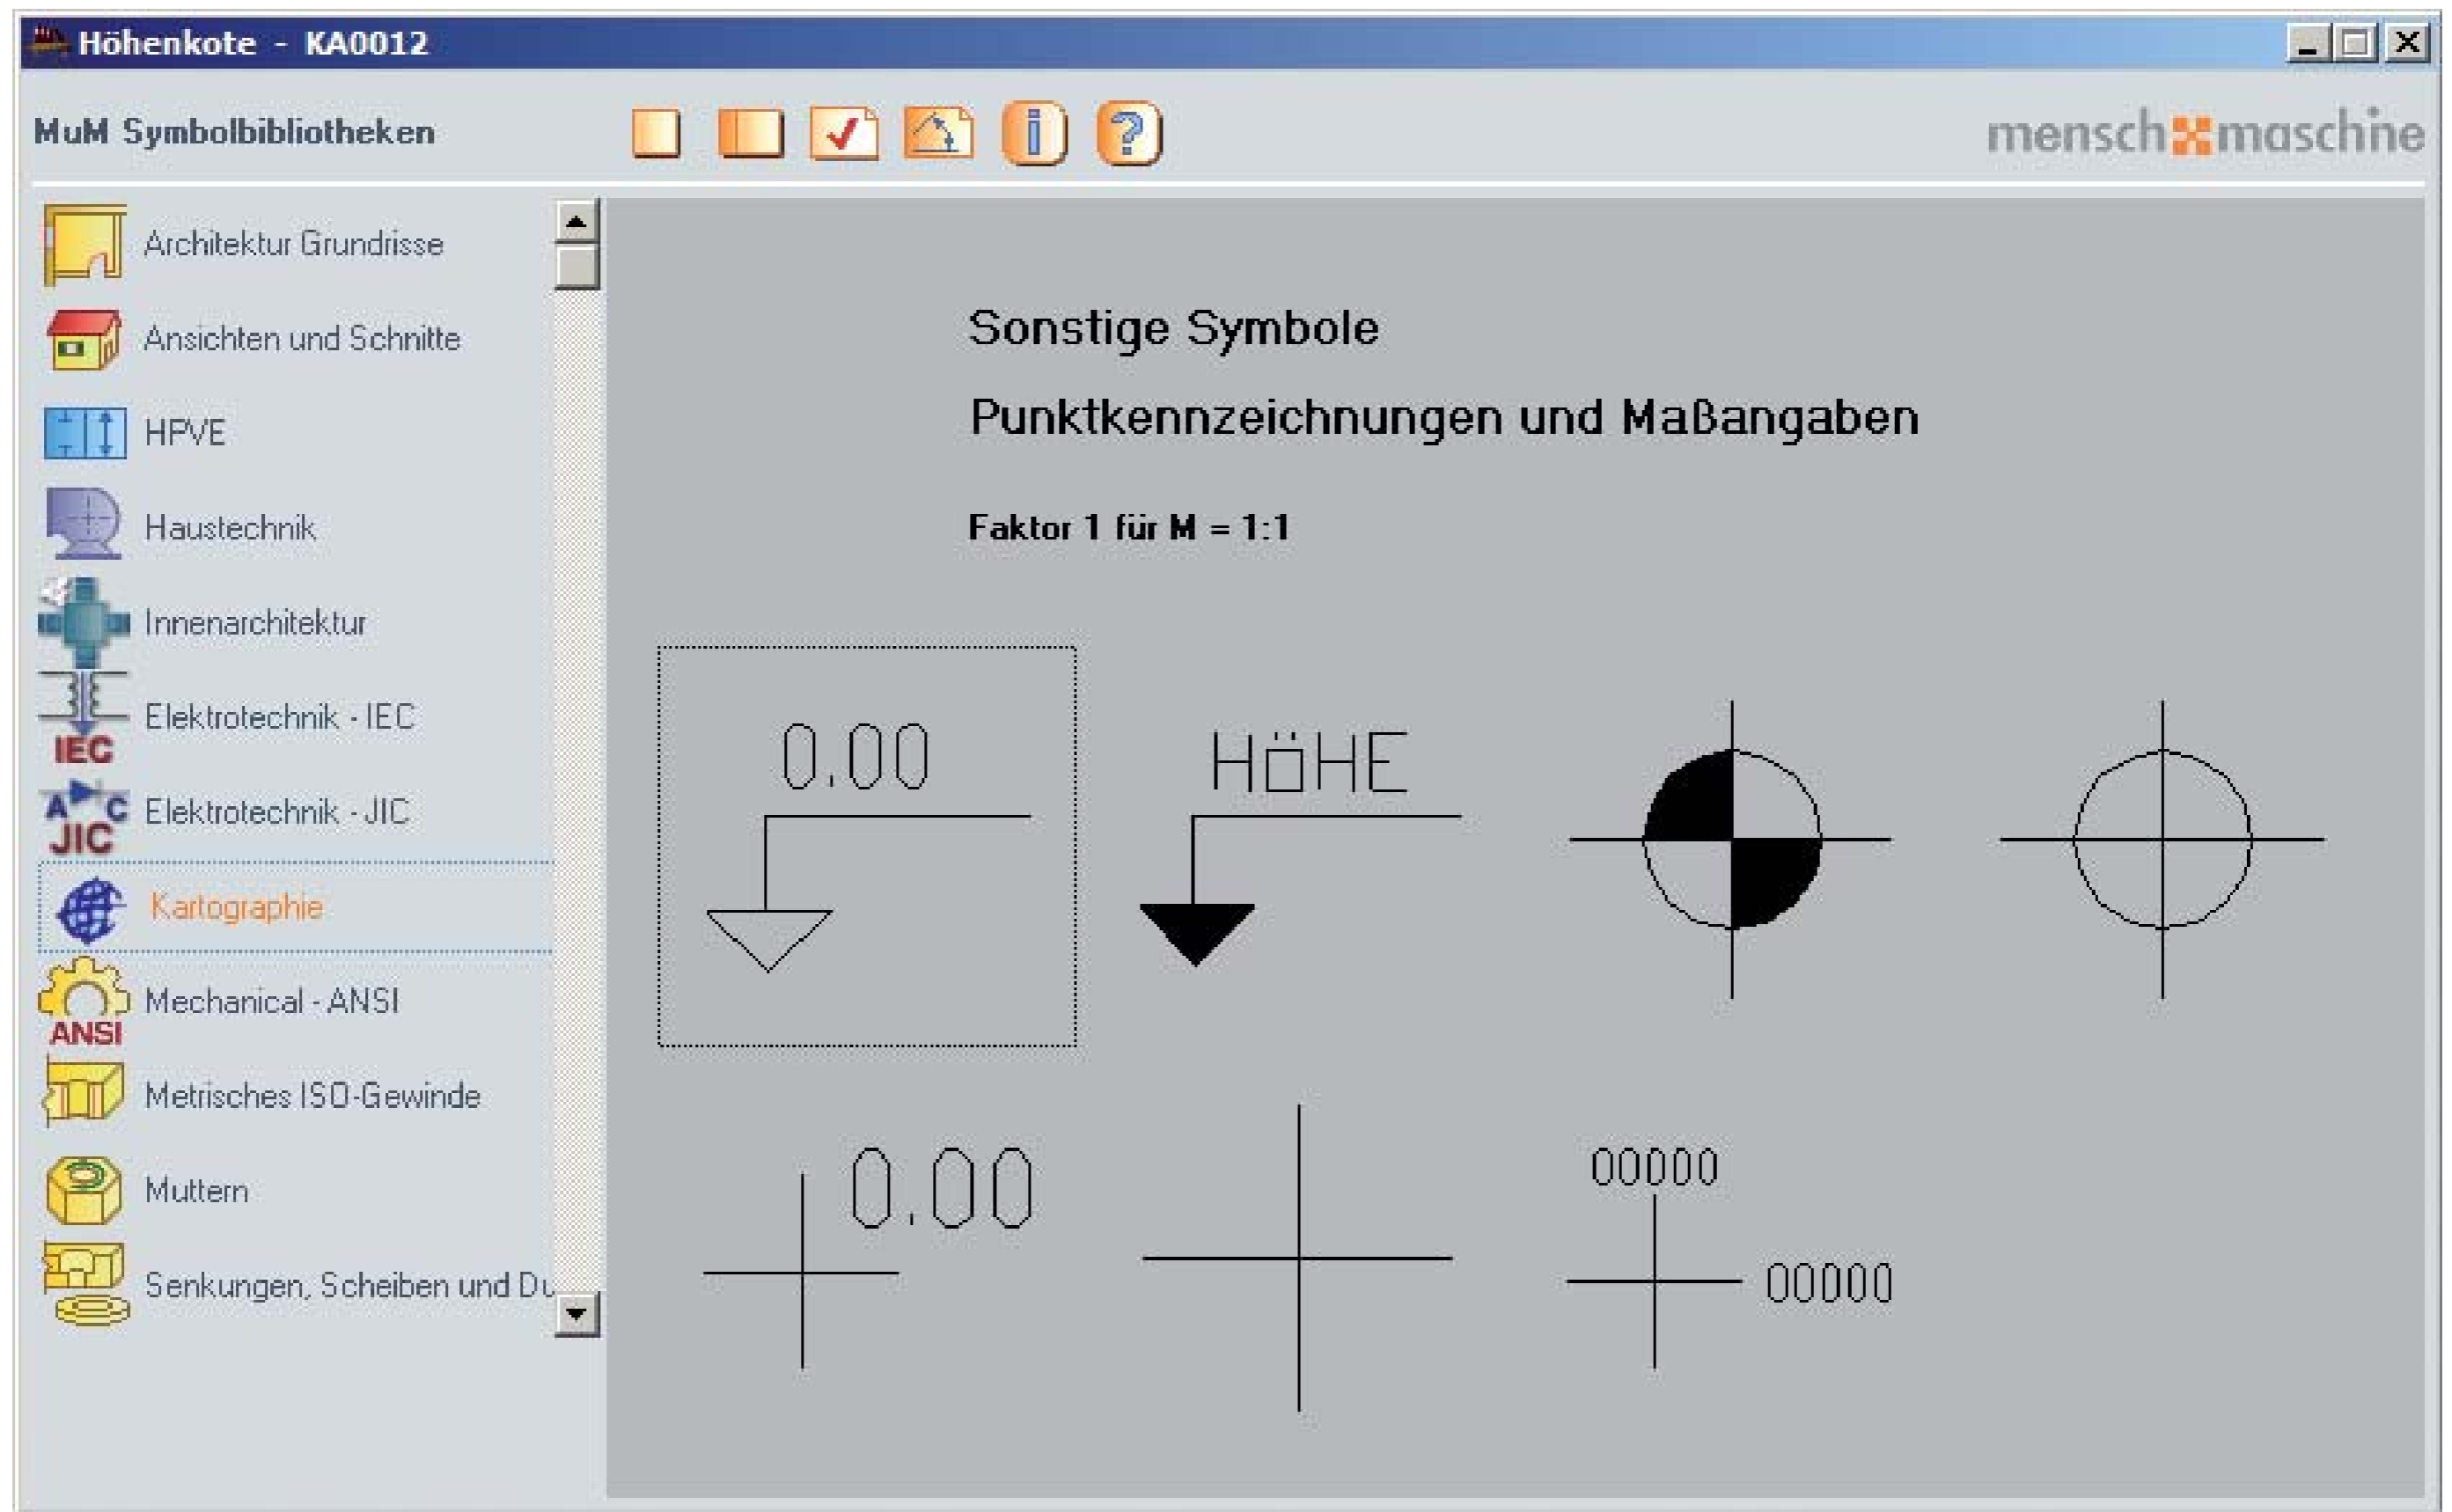 Höhenkote - KA0012
MuM Symbolbibliotheken
i ?
mensch maschine
Architektur Grundrisse
Ansichten und Schnitte
HPVE
Haustechnik
Innenarchitektur
IEC
Elektrotechnik - IEC
A C
JIC
Elektrotechnik - JIC
Kartographie
ANSI
Mechanical - ANSI
Metrisches ISO-Gewinde
Muttern
Senkungen, Scheiben und Du
Sonstige Symbole
Punktkennzeichnungen und Maßangaben
Faktor 1 für M = 1:1
0.00
HöHE
0.00
00000
00000